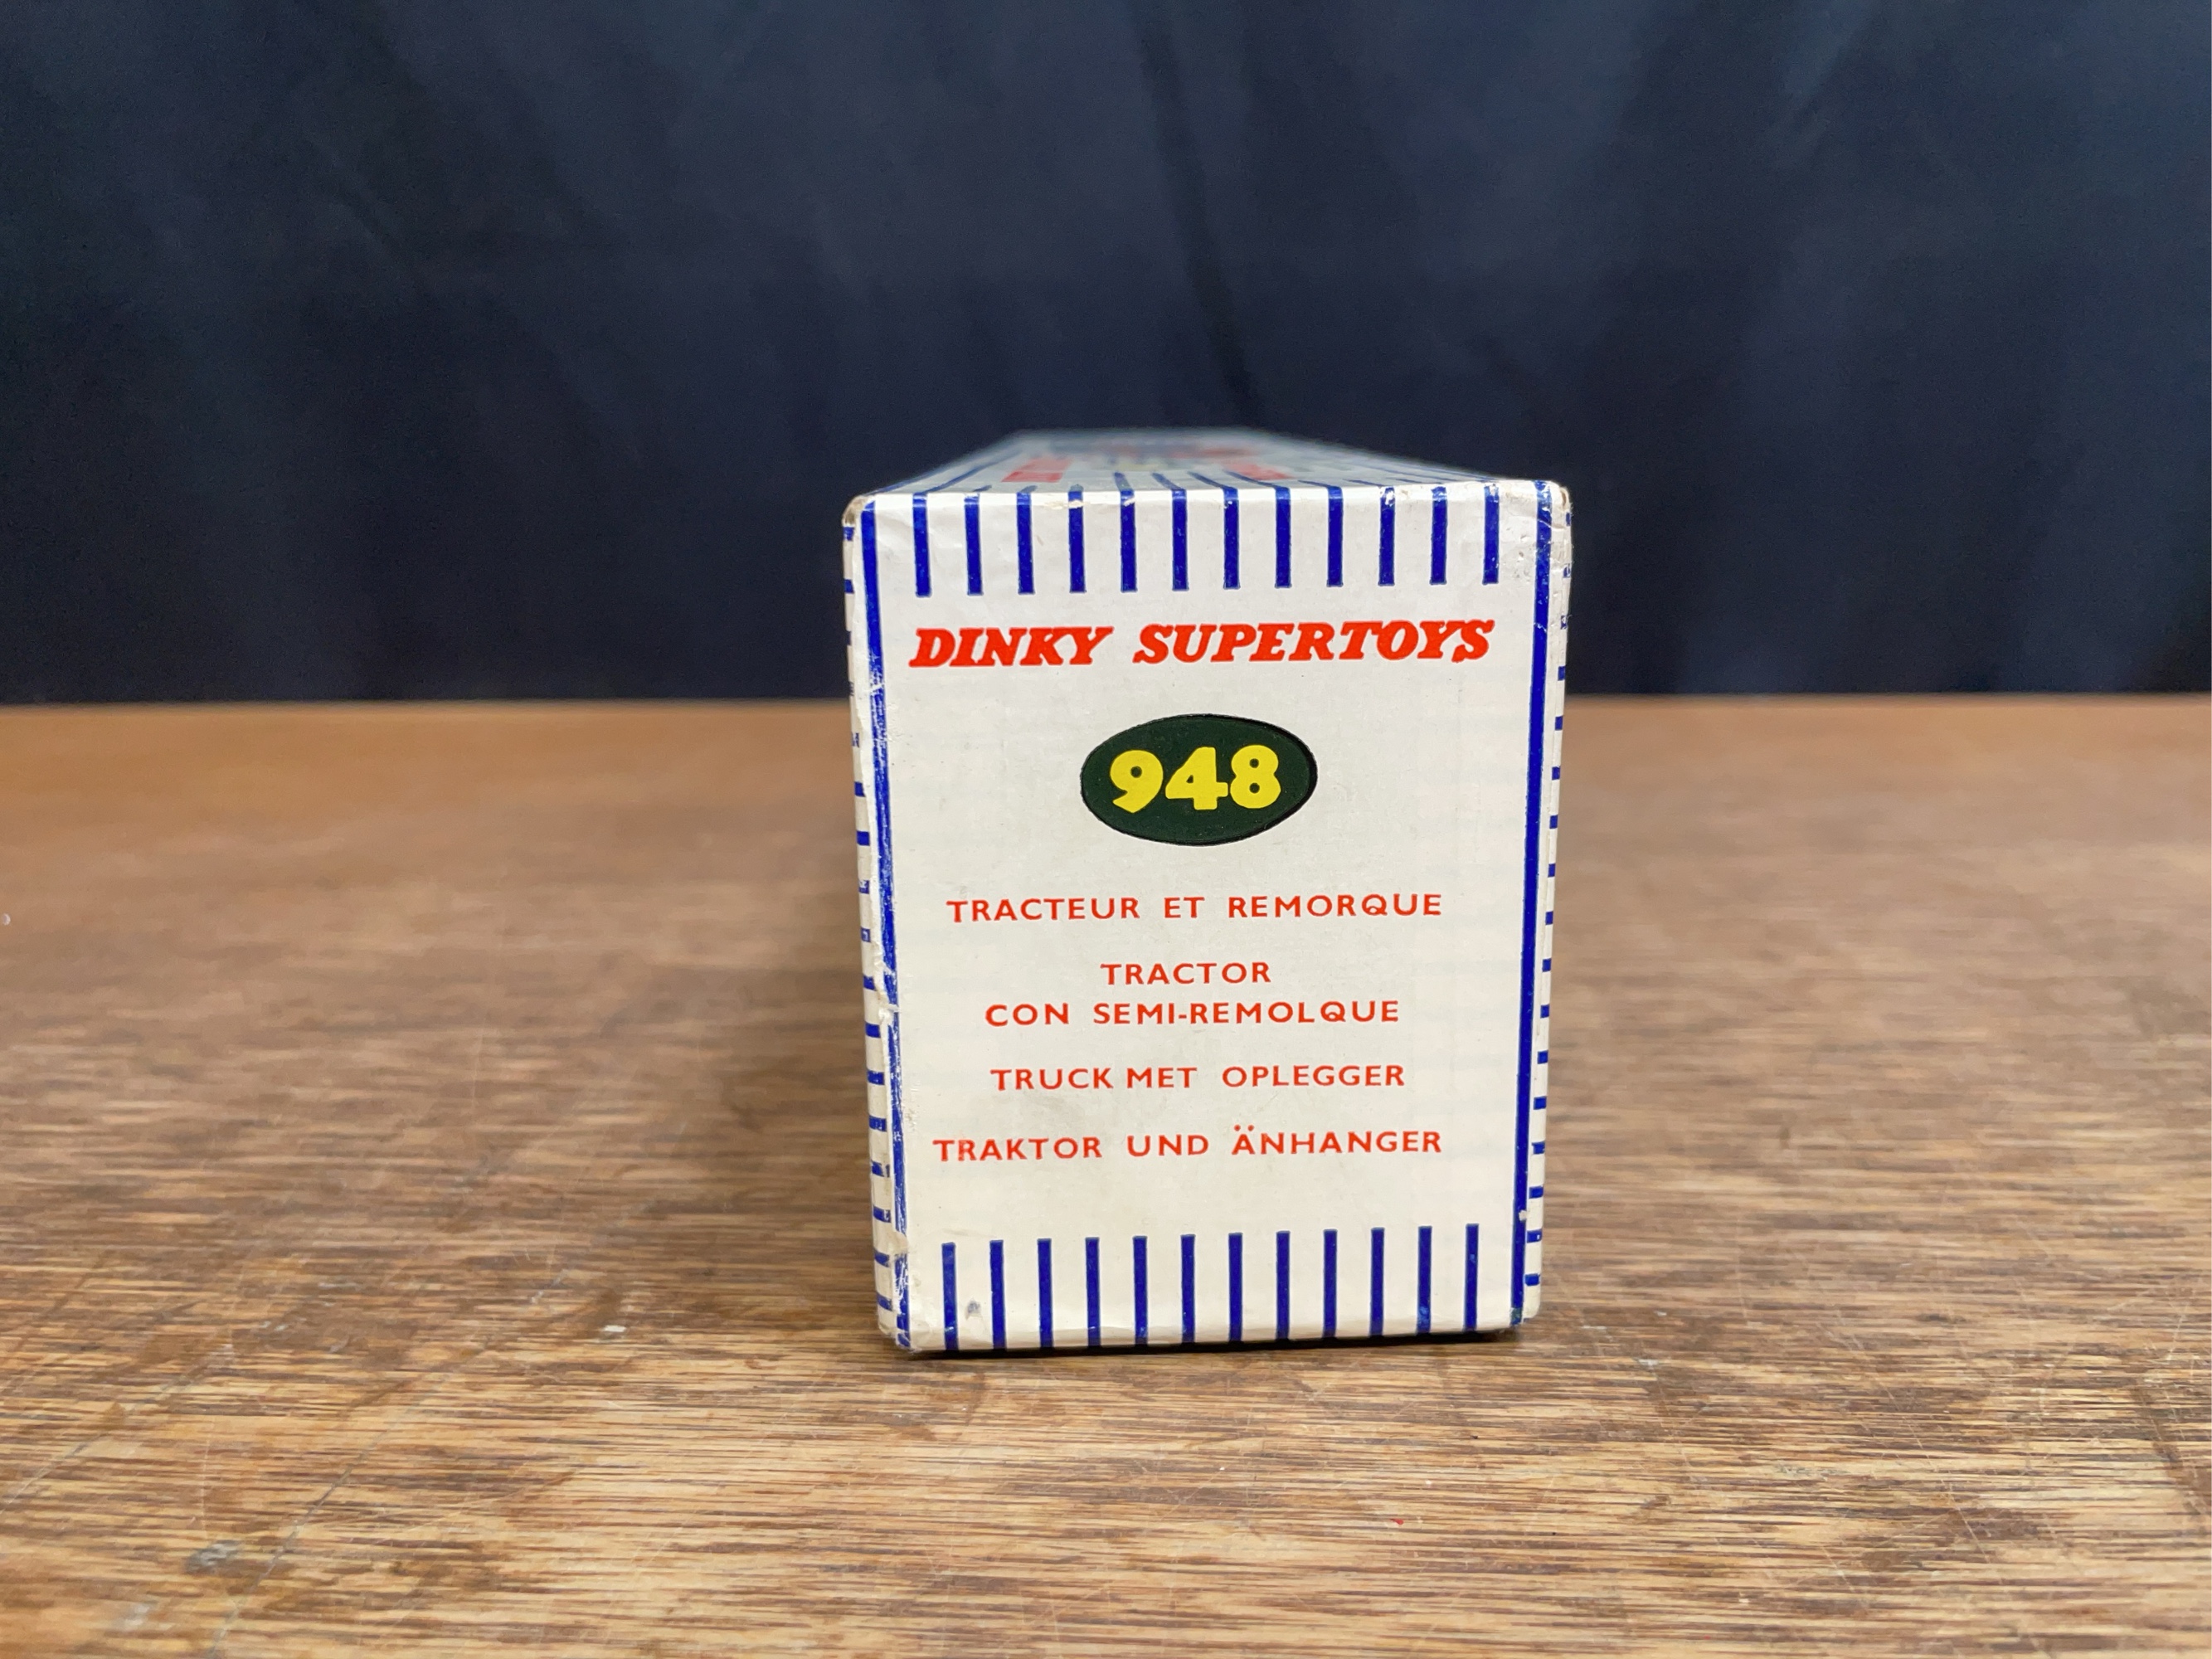 DINKY SUPERTOYS
948
TRACTEUR ET REMORQUE
TRACTOR
CON SEMI-REMOLQUE
TRUCK MET OPLEGGER
TRAKTOR UND ÄNHANGER